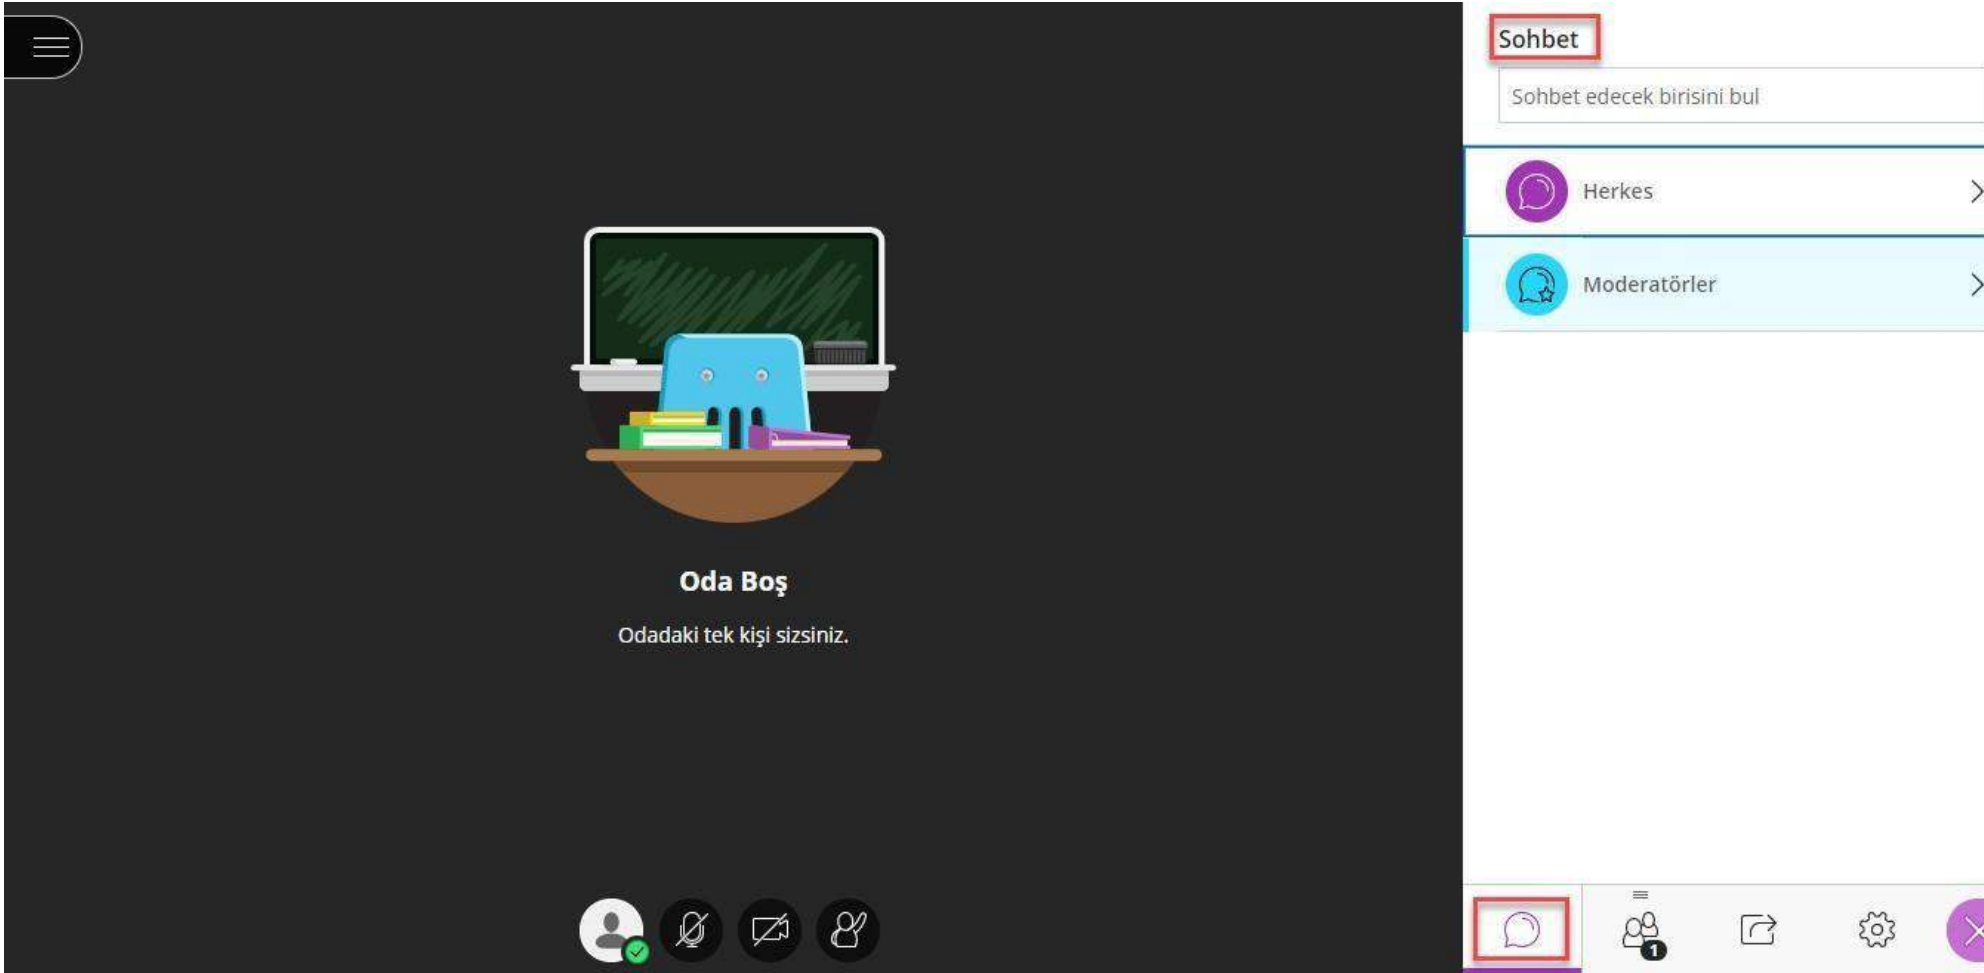 Sohbet
Sohbet edecek birisini bul
Herkes
Moderatörler
Oda Boş
Odadaki tek kişi sizsiniz.
1